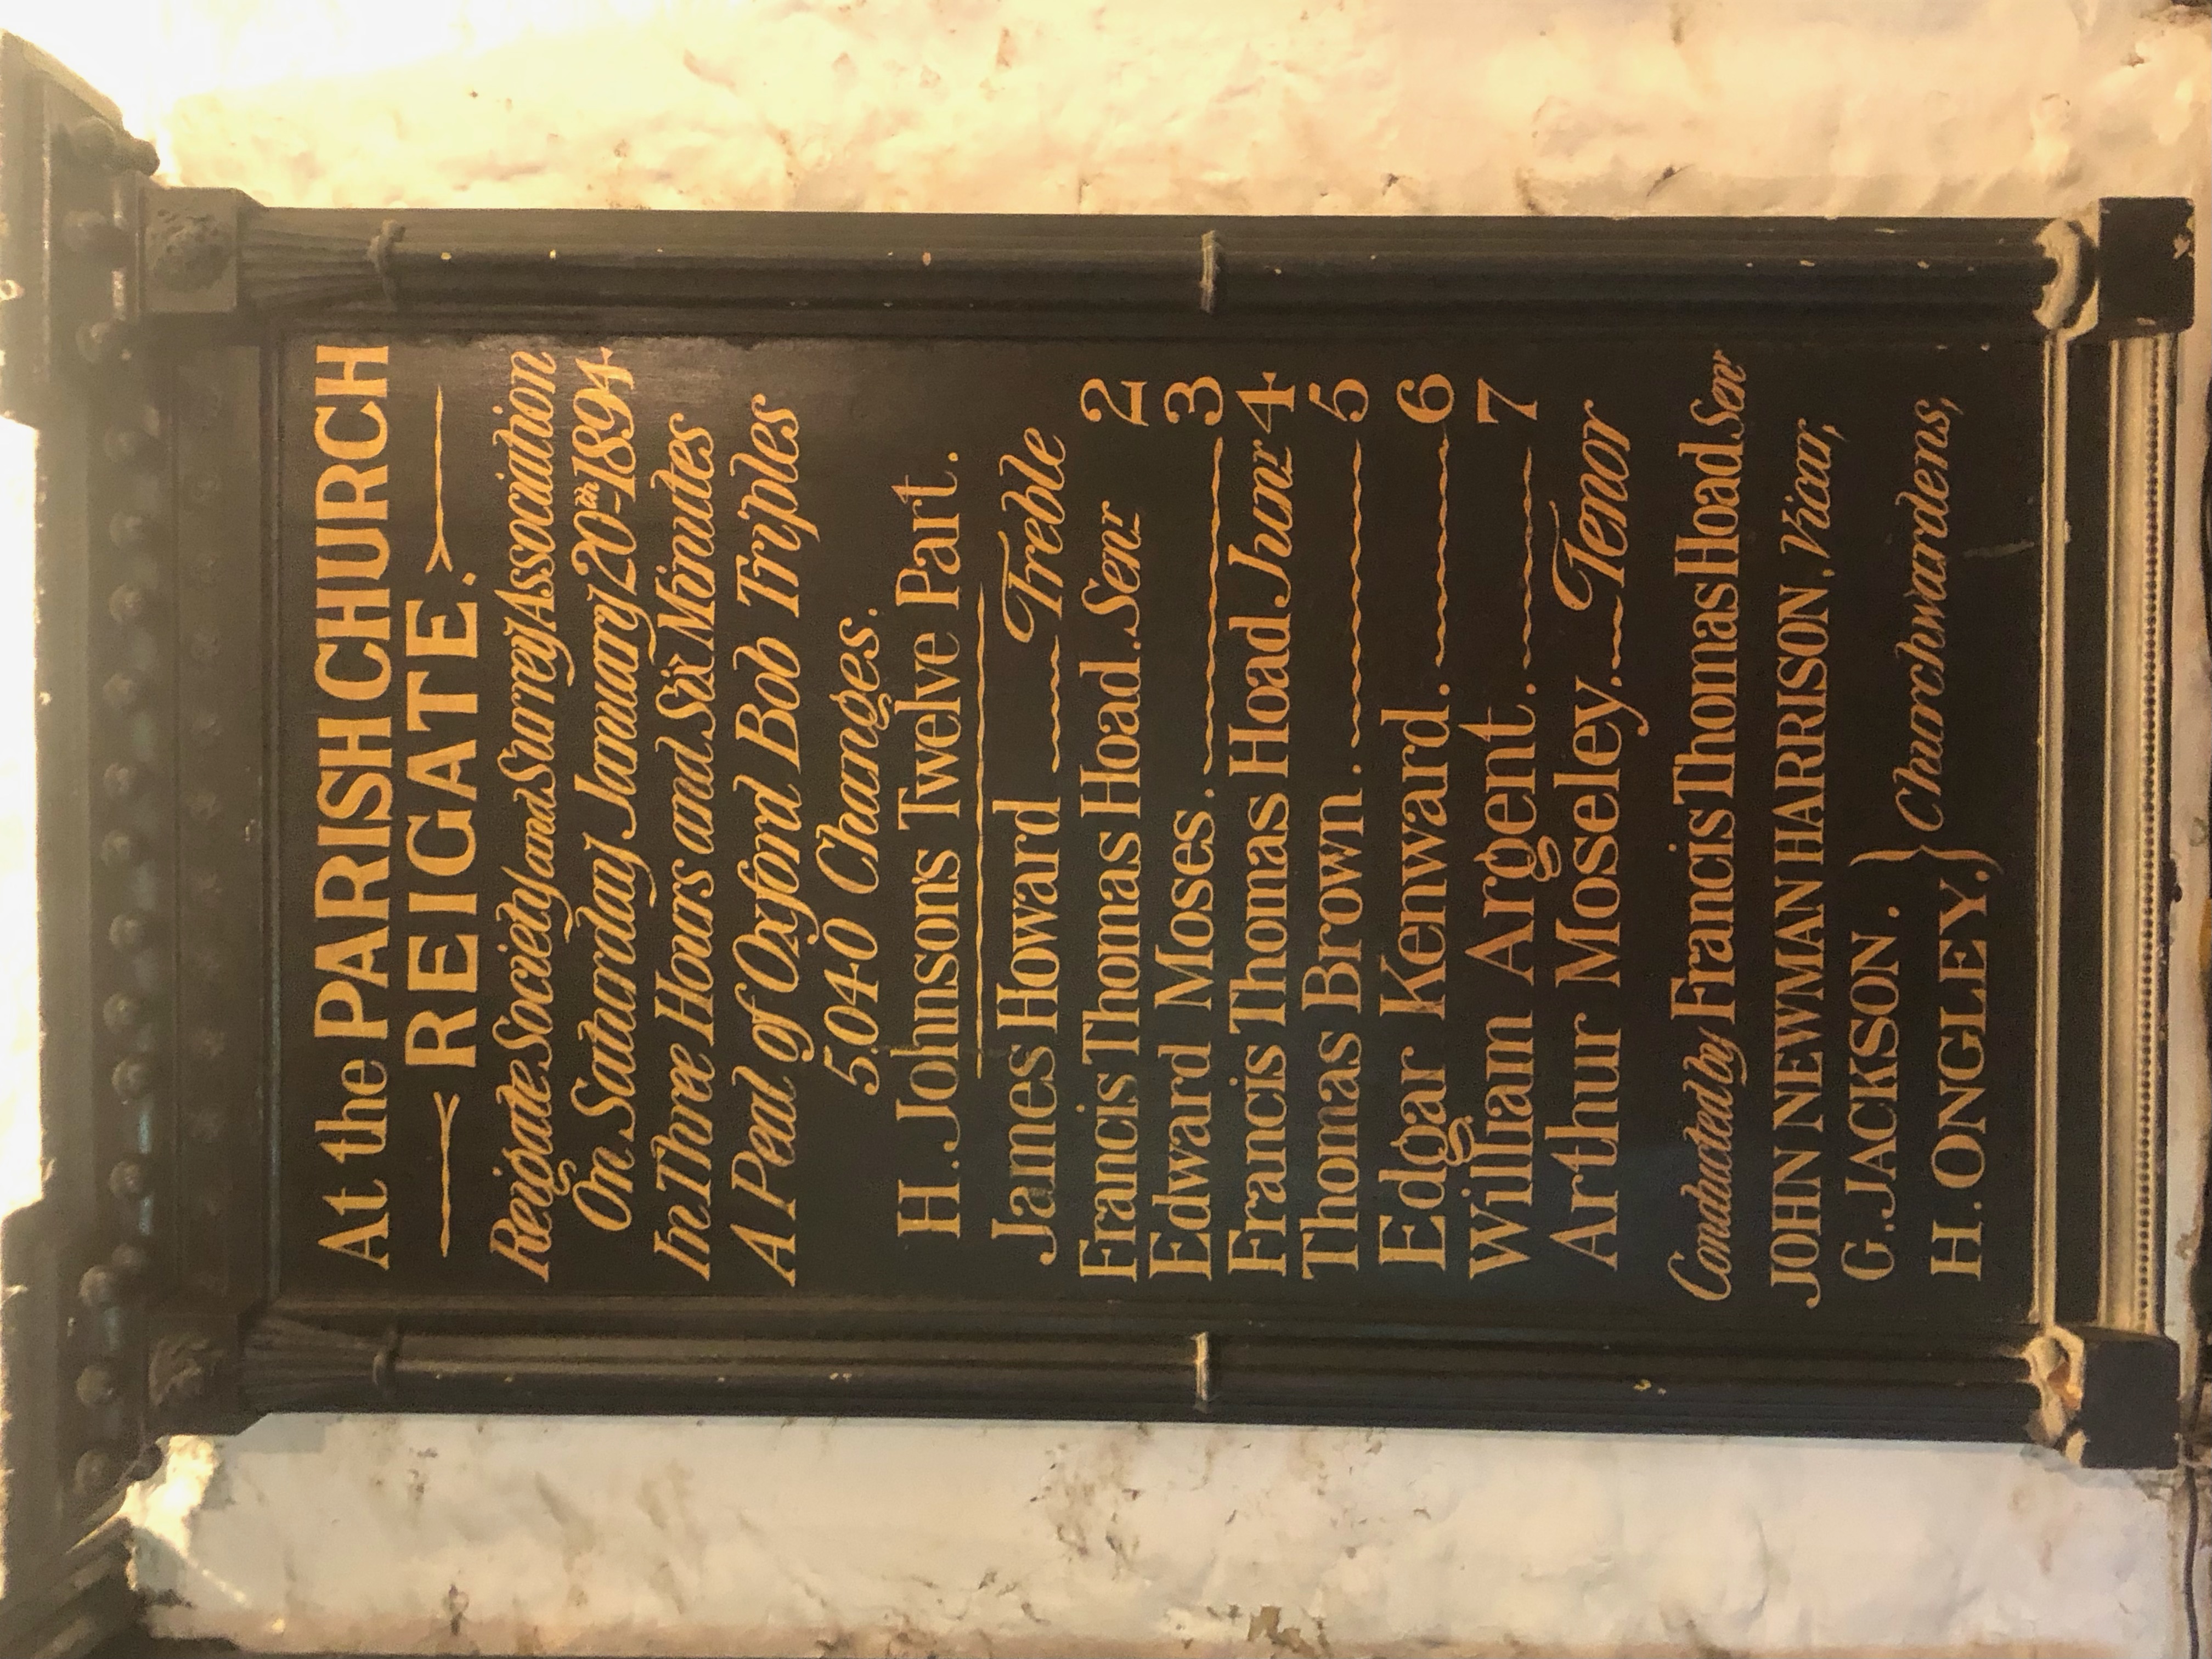 At the PARISH CHURCH
REIGATE.
Reigate Society and Surrey Association
On Saturday January 20th 1894
In Three Hours and Six Minutes
A Peal of Oxford Bob Triples
5,040 Changes.
H. Johnson's Twelve Part.
James Howard Treble
Francis Thomas Hoad. Senr 2
Edward Moses. 3
Francis Thomas Hoad Junr 4
Thomas Brown. 5
Edgar Kenward. 6
William Argent. 7
Arthur Moseley. Tenor
Conducted by Francis Thomas Hoad Senr
JOHN NEWMAN HARRISON, Vicar,
G. JACKSON. } Churchwardens,
H. ONGLEY.